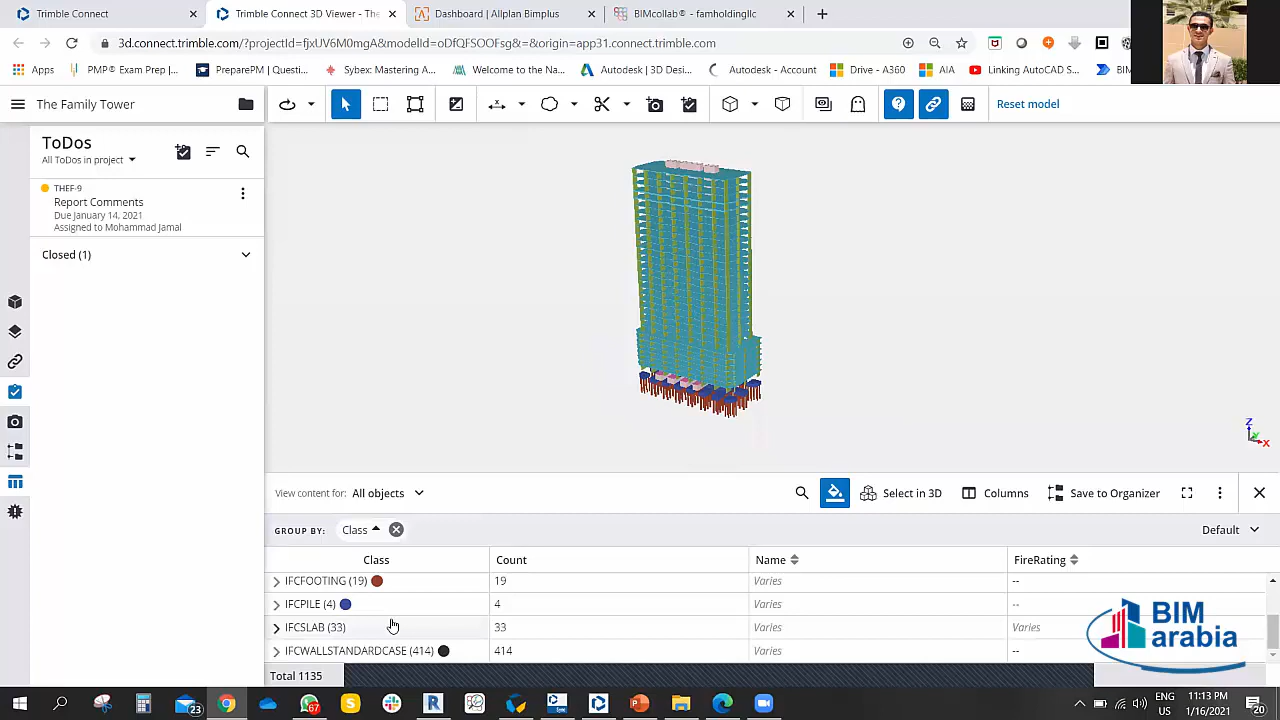 Trimble Connect
Trimble Connect 3D Viewer - The
Dashboard | Allplan Bimplus
BIMcollab® - famholdingllc
3d.connect.trimble.com/?projectId=fjxUV6M0mgA&modelId=oDfQFSOOFsg&=&origin=app31.connect.trimble.com
Apps
PMP® Exam Prep |...
PreparePM | Questi...
Sybex: Mastering A...
Welcome to the Na...
Autodesk | 3D Desi...
Autodesk - Account
Drive - A360
AIA
Linking AutoCAD S...
BIM
The Family Tower
Reset model
ToDos
All ToDos in project
THEF-9
Report Comments
Due January 14, 2021
Assigned to Mohammad Jamal
Closed (1)
Z
Y
X
View content for: All objects
Select in 3D
Columns
Save to Organizer
GROUP BY: Class
Default
Class Count Name FireRating
IFCFOOTING (19) 19 Varies --
IFCPILE (4) 4 Varies --
IFCSLAB (33) 33 Varies Varies
IFCWALLSTANDARDCASE (414) 414 Varies --
Total 1135
BIM
arabia
23
67
ENG
US
11:13 PM
1/16/2021
20